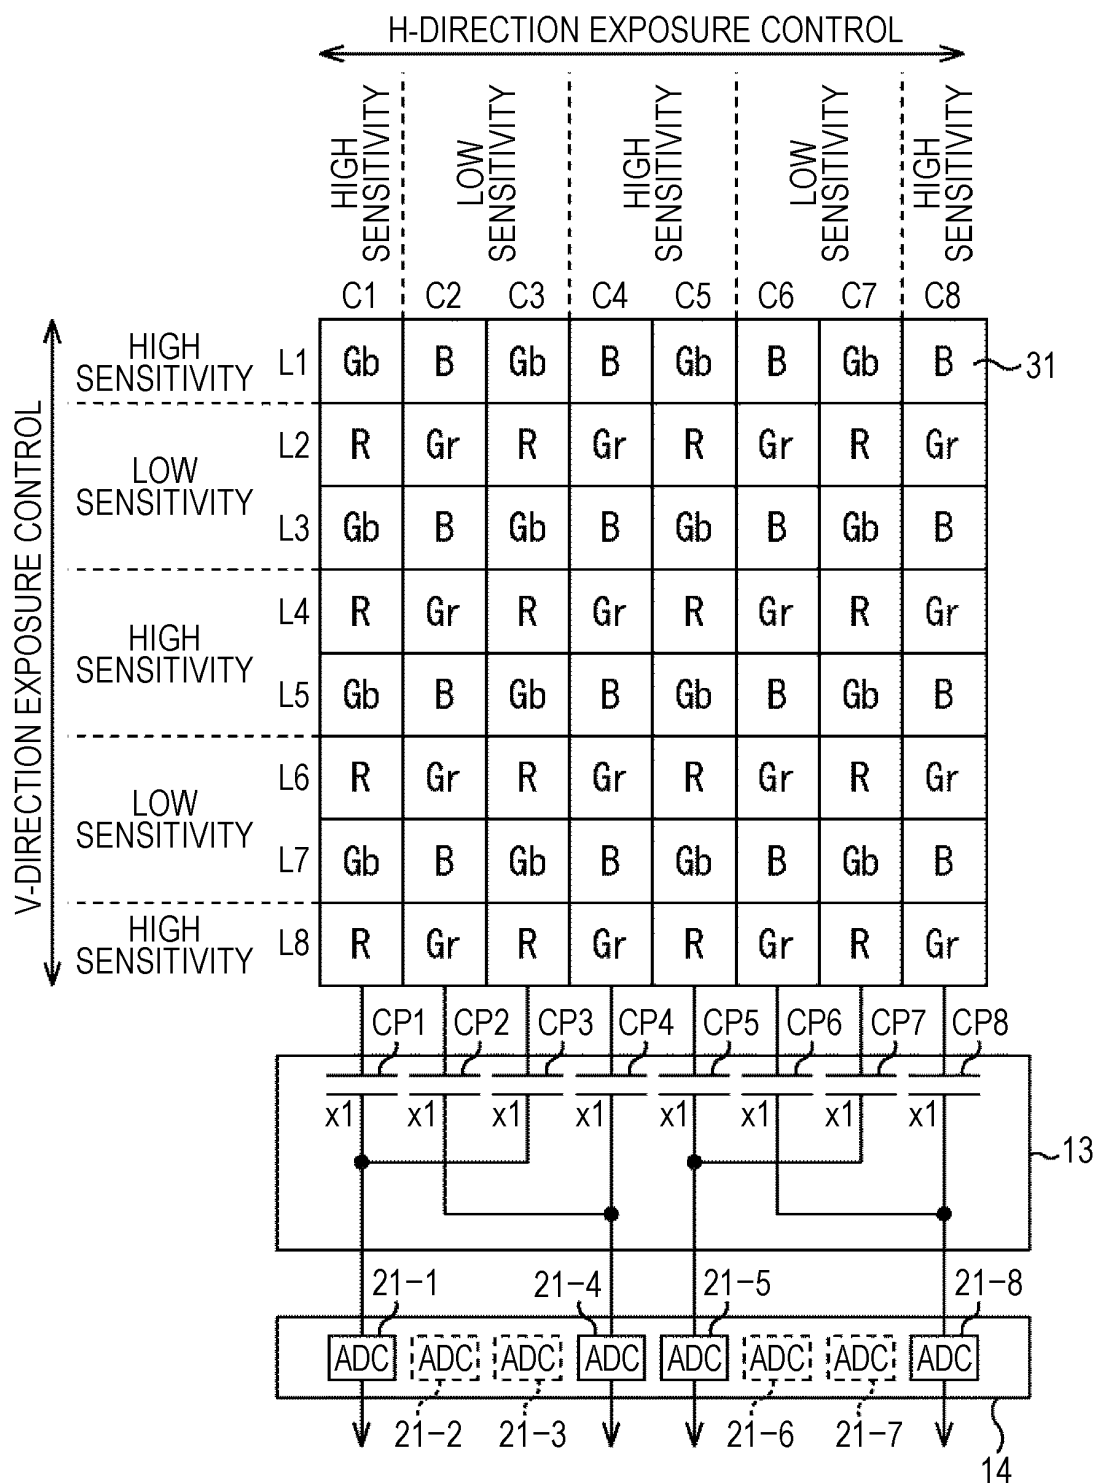 H-DIRECTION EXPOSURE CONTROL
HIGH
SENSITIVITY
LOW
SENSITIVITY
HIGH
SENSITIVITY
LOW
SENSITIVITY
HIGH
SENSITIVITY
C1 C2 C3 C4 C5 C6 C7 C8
V-DIRECTION EXPOSURE CONTROL
HIGH
SENSITIVITY
L1 Gb B Gb B Gb B Gb B 31
L2 R Gr R Gr R Gr R Gr
LOW
SENSITIVITY
L3 Gb B Gb B Gb B Gb B
L4 R Gr R Gr R Gr R Gr
HIGH
SENSITIVITY
L5 Gb B Gb B Gb B Gb B
L6 R Gr R Gr R Gr R Gr
LOW
SENSITIVITY
L7 Gb B Gb B Gb B Gb B
HIGH
SENSITIVITY
L8 R Gr R Gr R Gr R Gr
CP1 CP2 CP3 CP4 CP5 CP6 CP7 CP8
x1 x1 x1 x1 x1 x1 x1 x1
13
21-1 21-4 21-5 21-8
ADC ADC ADC ADC ADC ADC ADC ADC
21-2 21-3 21-6 21-7
14